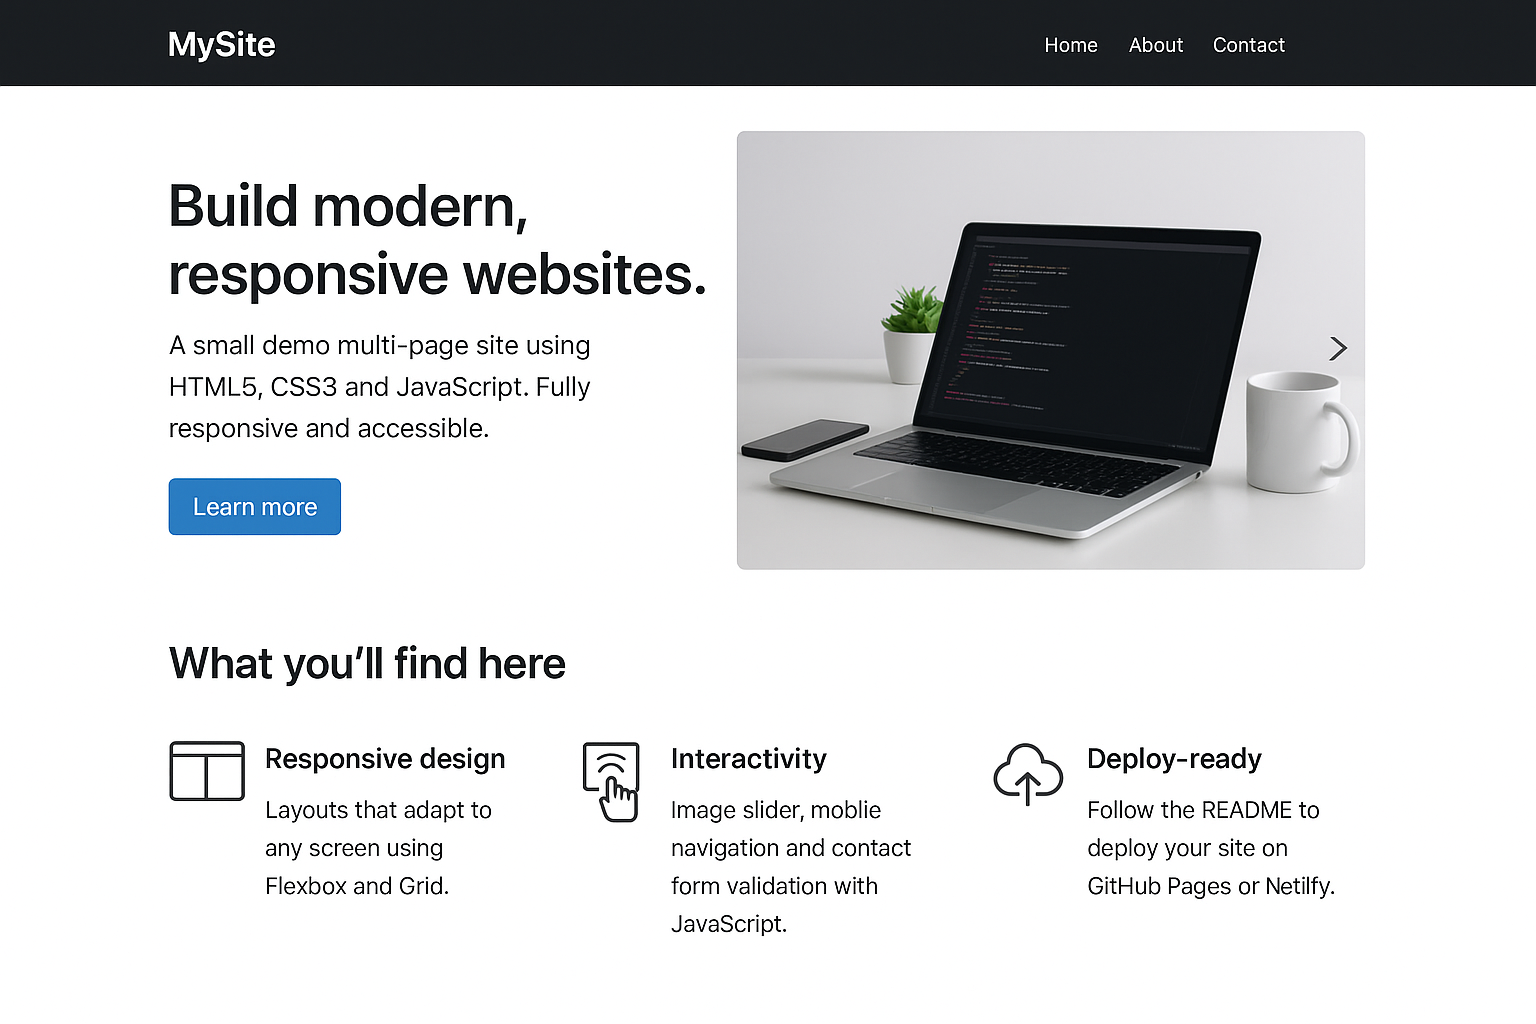 MySite
Home About Contact
Build modern,
responsive websites.
A small demo multi-page site using
HTML5, CSS3 and JavaScript. Fully
responsive and accessible.
Learn more
What you’ll find here
Responsive design
Layouts that adapt to
any screen using
Flexbox and Grid.
Interactivity
Image slider, moblie
navigation and contact
form validation with
JavaScript.
Deploy-ready
Follow the README to
deploy your site on
GitHub Pages or Netilfy.